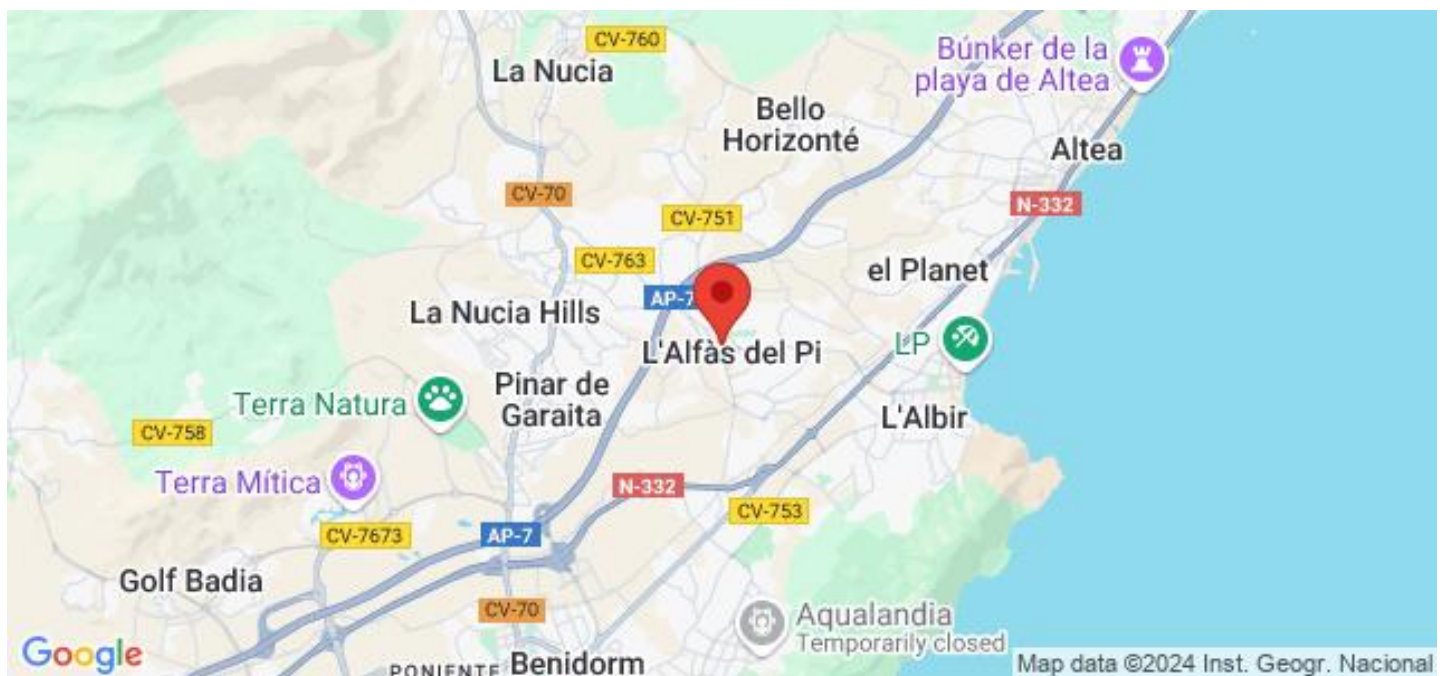 CV-760
La Nucia
Búnker de la
playa de Altea
Bello
Horizonté
Altea
CV-70
N-332
CV-751
CV-763
el Planet
AP-7
La Nucia Hills
L'Alfàs del Pi
LP
Pinar de
Garaita
Terra Natura
L'Albir
CV-758
Terra Mítica
N-332
CV-753
CV-7673
AP-7
Golf Badia
CV-70
Aqualandia
Temporarily closed
Google
PONIENTE
Benidorm
Map data ©2024 Inst. Geogr. Nacional